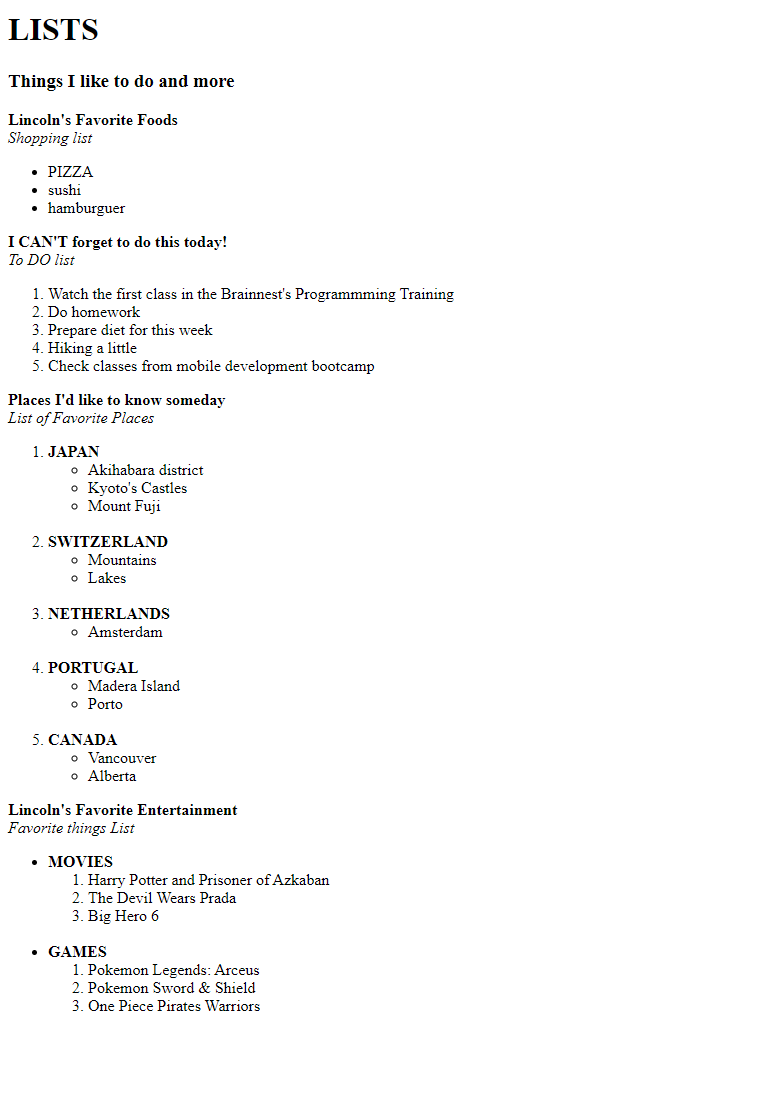 LISTS
Things I like to do and more
Lincoln's Favorite Foods
Shopping list
• PIZZA
• sushi
• hamburguer
I CAN'T forget to do this today!
To DO list
1. Watch the first class in the Brainnest's Programmming Training
2. Do homework
3. Prepare diet for this week
4. Hiking a little
5. Check classes from mobile development bootcamp
Places I'd like to know someday
List of Favorite Places
1. JAPAN
◦ Akihabara district
◦ Kyoto's Castles
◦ Mount Fuji
2. SWITZERLAND
◦ Mountains
◦ Lakes
3. NETHERLANDS
◦ Amsterdam
4. PORTUGAL
◦ Madera Island
◦ Porto
5. CANADA
◦ Vancouver
◦ Alberta
Lincoln's Favorite Entertainment
Favorite things List
• MOVIES
1. Harry Potter and Prisoner of Azkaban
2. The Devil Wears Prada
3. Big Hero 6
• GAMES
1. Pokemon Legends: Arceus
2. Pokemon Sword & Shield
3. One Piece Pirates Warriors